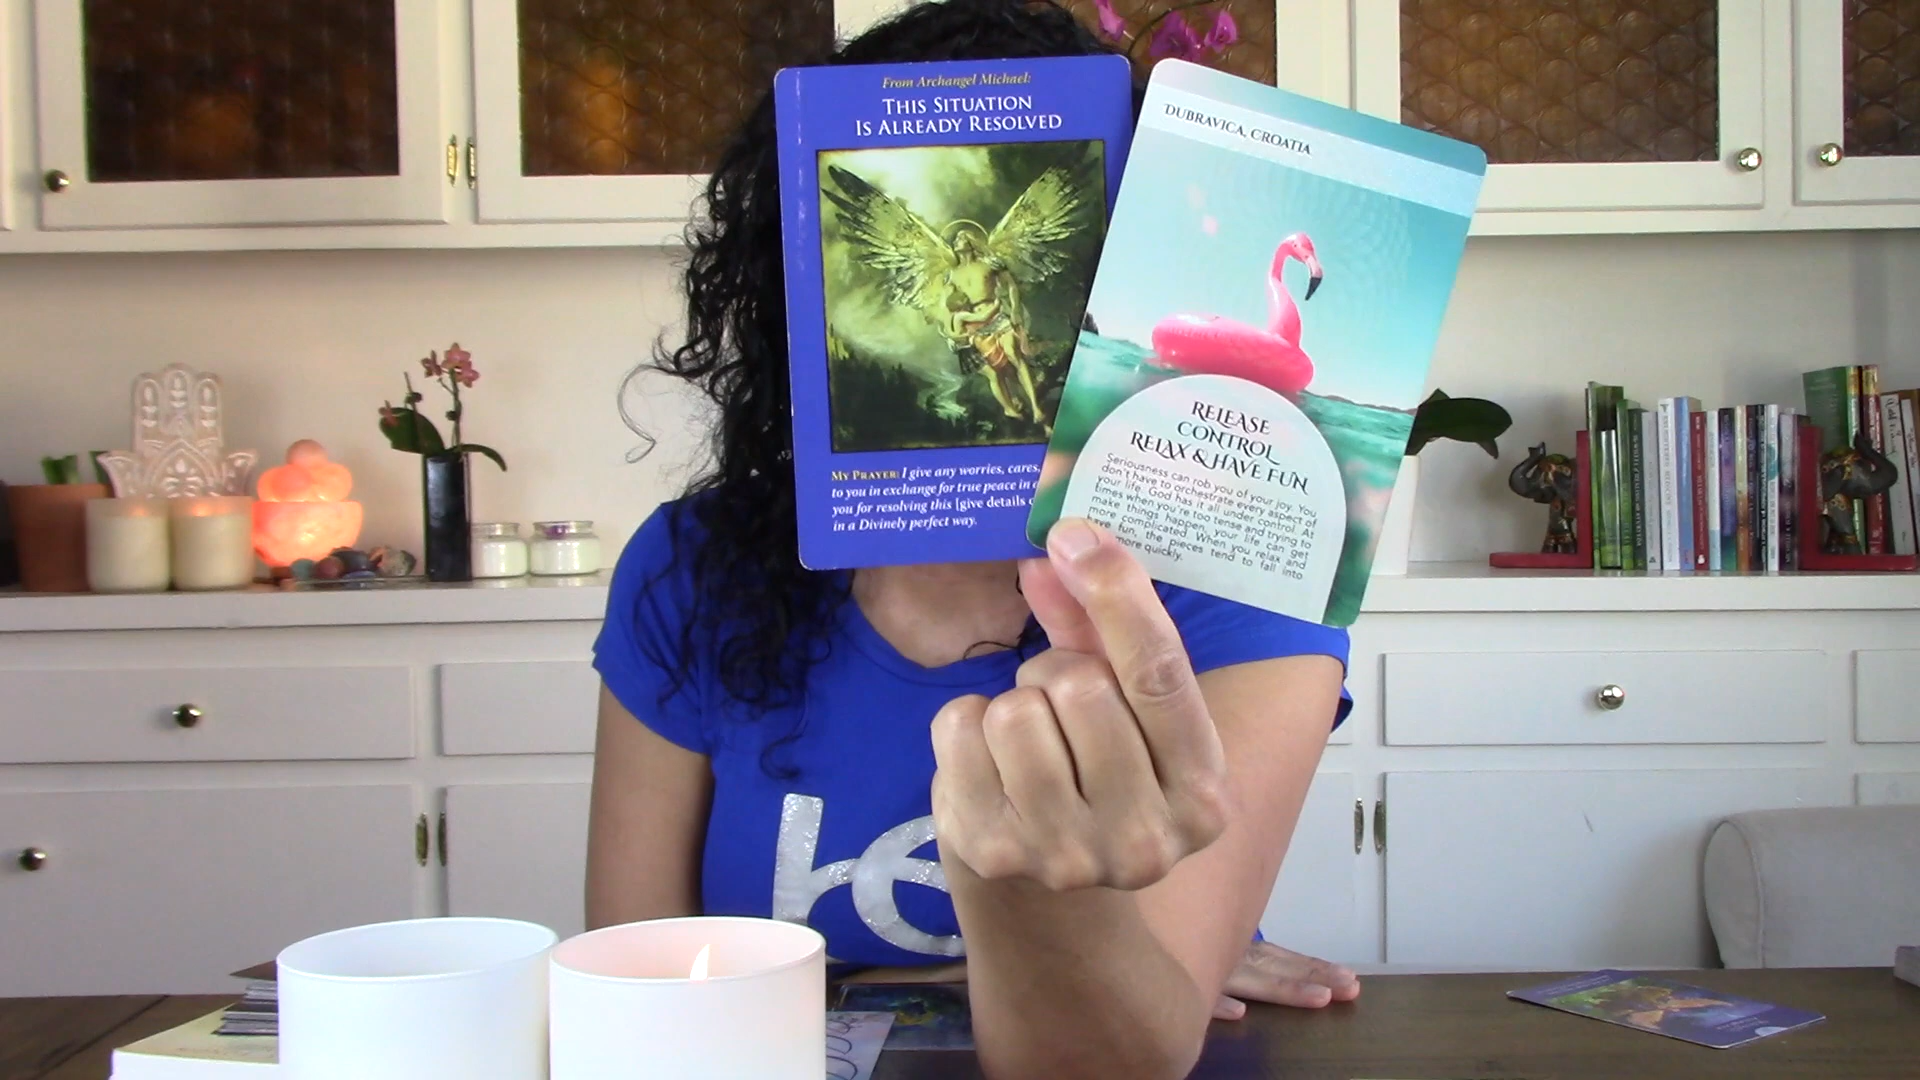 From Archangel Michael:
THIS SITUATION
IS ALREADY RESOLVED
MY PRAYER: I give any worries, cares,
to you in exchange for true peace in
you for resolving this [give details
in a Divinely perfect way.
DUBRAVICA, CROATIA
RELEASE
CONTROL
RELAX & HAVE FUN
Seriousness can rob you of your joy. You
don't have to orchestrate every aspect of
your life. God has it all under control. At
times when you're too tense and trying to
make things happen, your life can get
more complicated. When you relax and
have fun, the pieces tend to fall into
more quickly.